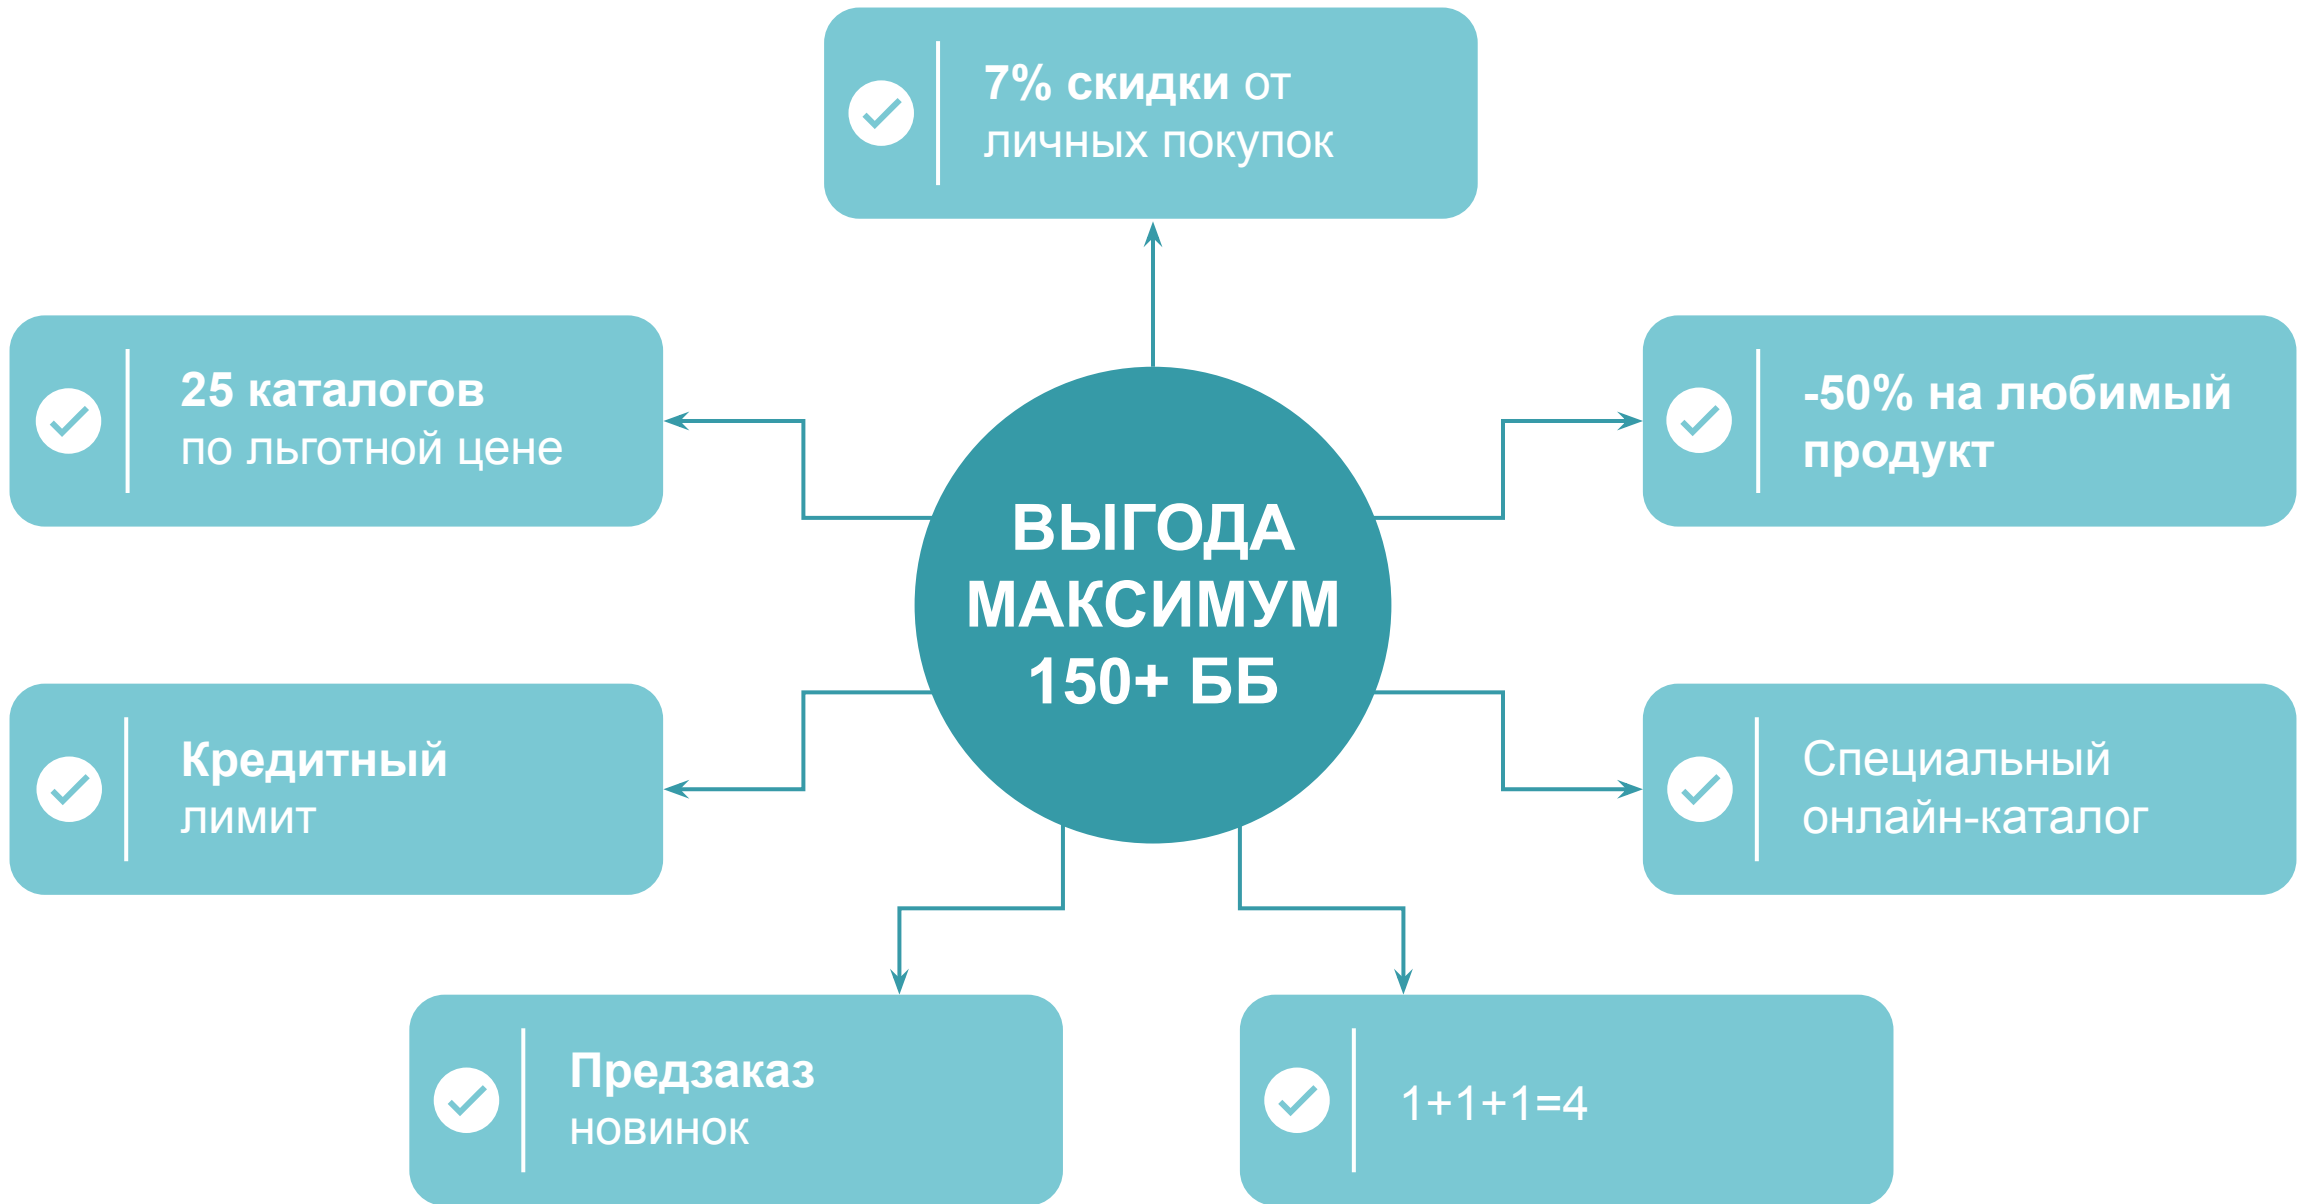 7% скидки от
личных покупок
25 каталогов
по льготной цене
-50% на любимый
продукт
ВЫГОДА
МАКСИМУМ
150+ ББ
Кредитный
лимит
Специальный
онлайн-каталог
Предзаказ
новинок
1+1+1=4